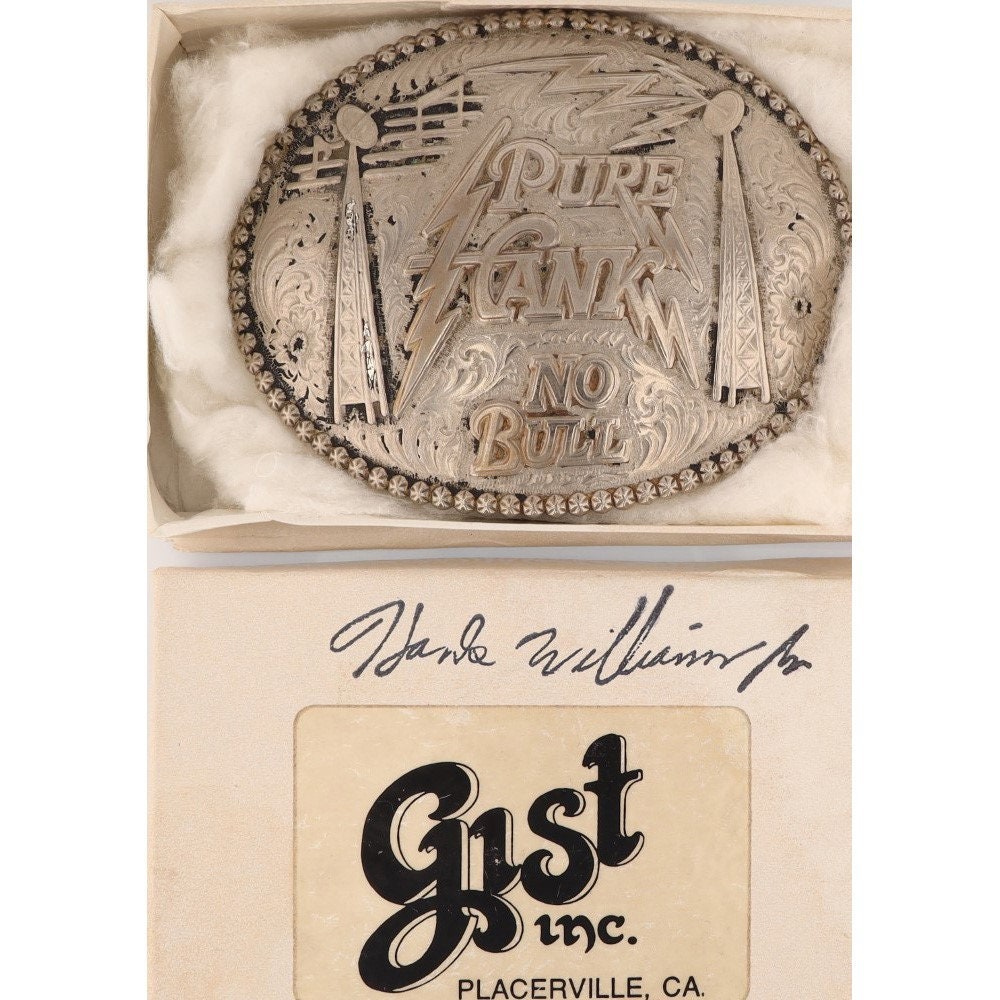 PURE
HANK
NO
BULL
Hank Williams Jr.
Gist
inc.
PLACERVILLE, CA.